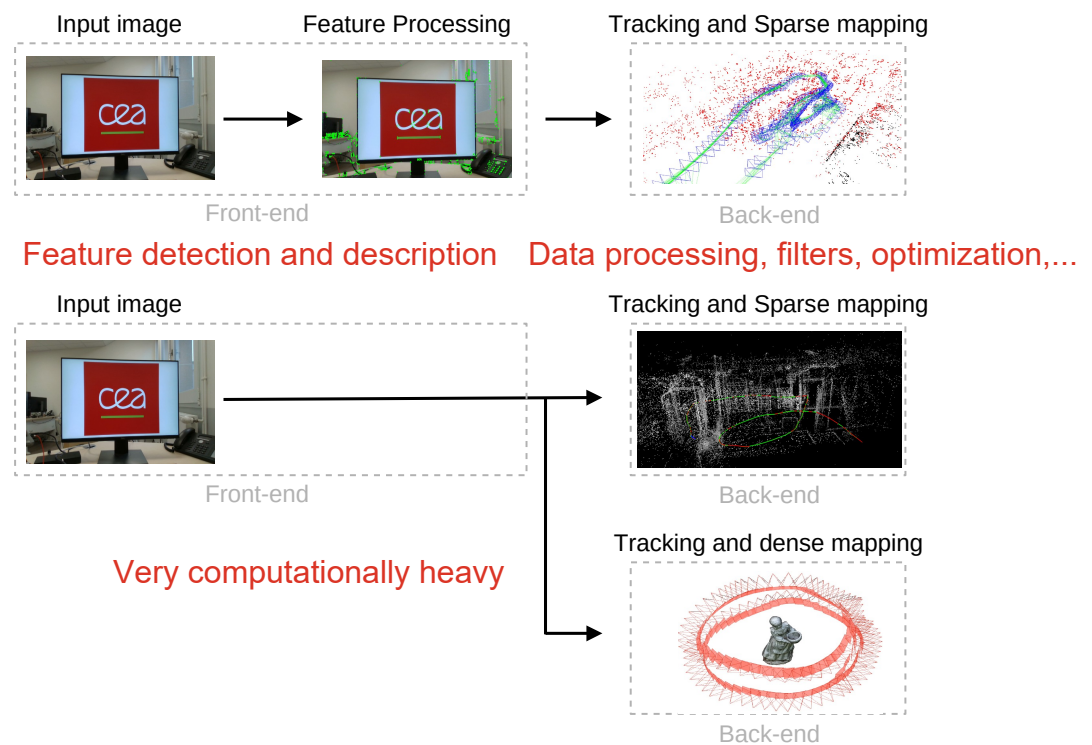 Input image
Feature Processing
Tracking and Sparse mapping
cea
cea
Front-end
Back-end
Feature detection and description
Data processing, filters, optimization,...
Input image
Tracking and Sparse mapping
cea
Front-end
Back-end
Tracking and dense mapping
Very computationally heavy
Back-end